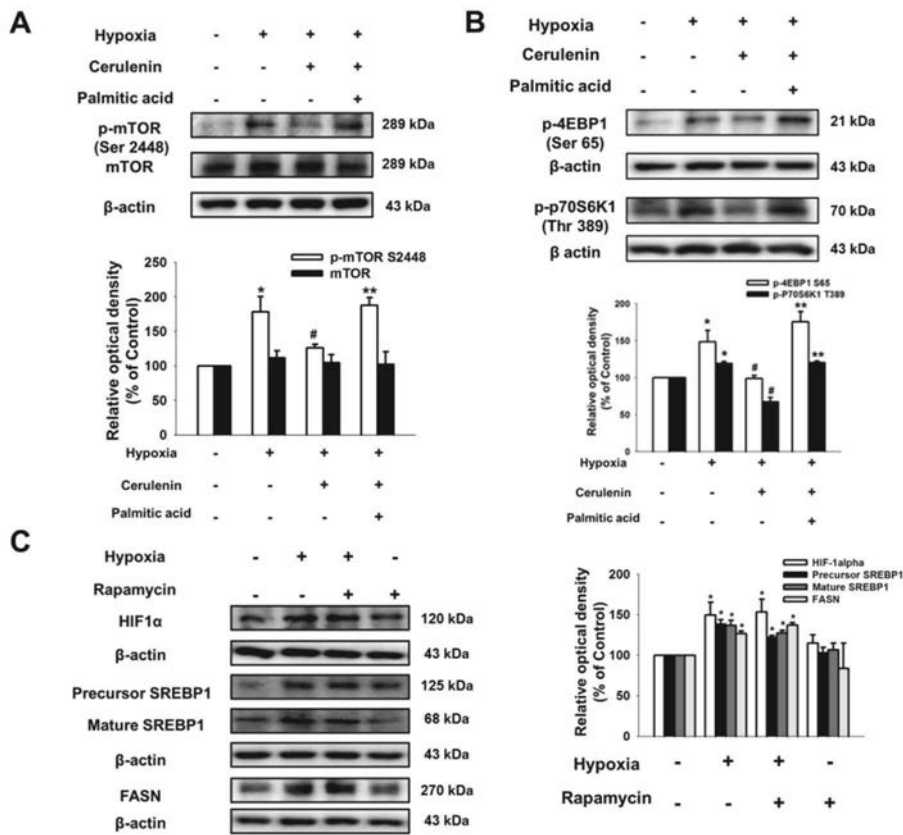 A
Hypoxia - + + +
Cerulenin - - + +
Palmitic acid - - - +
p-mTOR
(Ser 2448)
289 kDa
mTOR
289 kDa
β-actin
43 kDa
p-mTOR S2448
mTOR
Relative optical density
(% of Control)
250
200
150
100
50
0
*
#
**
Hypoxia - + + +
Cerulenin - - + +
Palmitic acid - - - +
B
Hypoxia - + + +
Cerulenin - - + +
Palmitic acid - - - +
p-4EBP1
(Ser 65)
21 kDa
β-actin
43 kDa
p-p70S6K1
(Thr 389)
70 kDa
β actin
43 kDa
p-4EBP1 S65
p-P70S6K1 T389
Relative optical density
(% of Control)
200
150
100
50
0
* *
# #
** **
Hypoxia - + + +
Cerulenin - - + +
Palmitic acid - - - +
C
Hypoxia - + + -
Rapamycin - - + +
HIF1α
120 kDa
β-actin
43 kDa
Precursor SREBP1
125 kDa
Mature SREBP1
68 kDa
β-actin
43 kDa
FASN
270 kDa
β-actin
43 kDa
HIF-1alpha
Precursor SREBP1
Mature SREBP1
FASN
Relative optical density
(% of Control)
200
150
100
50
0
* * * *
* * * *
Hypoxia - + + -
Rapamycin - - + +